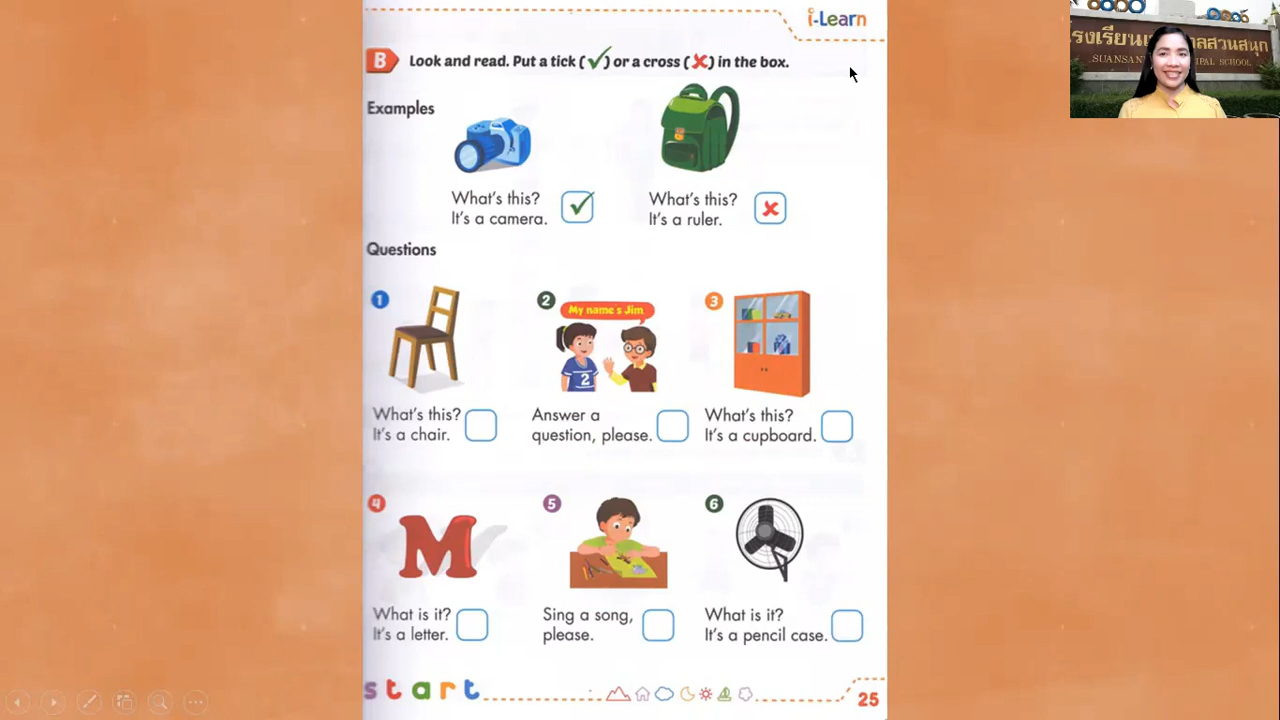 i-Learn
B Look and read. Put a tick (✓) or a cross (✗) in the box.
Examples
What's this?
It's a camera.
What's this?
It's a ruler.
Questions
1
2
My name s Jim
2
3
What's this?
It's a chair.
Answer a
question, please.
What's this?
It's a cupboard.
4
M
5
6
What is it?
It's a letter.
Sing a song,
please.
What is it?
It's a pencil case.
start
25